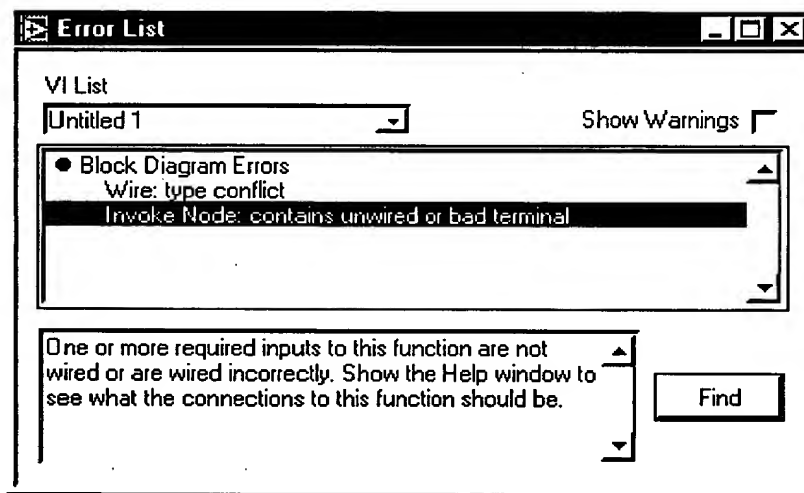 Error List
VI List
Untitled 1
Show Warnings
Block Diagram Errors
Wire: type conflict
Invoke Node: contains unwired or bad terminal
One or more required inputs to this function are not
wired or are wired incorrectly. Show the Help window to
see what the connections to this function should be.
Find